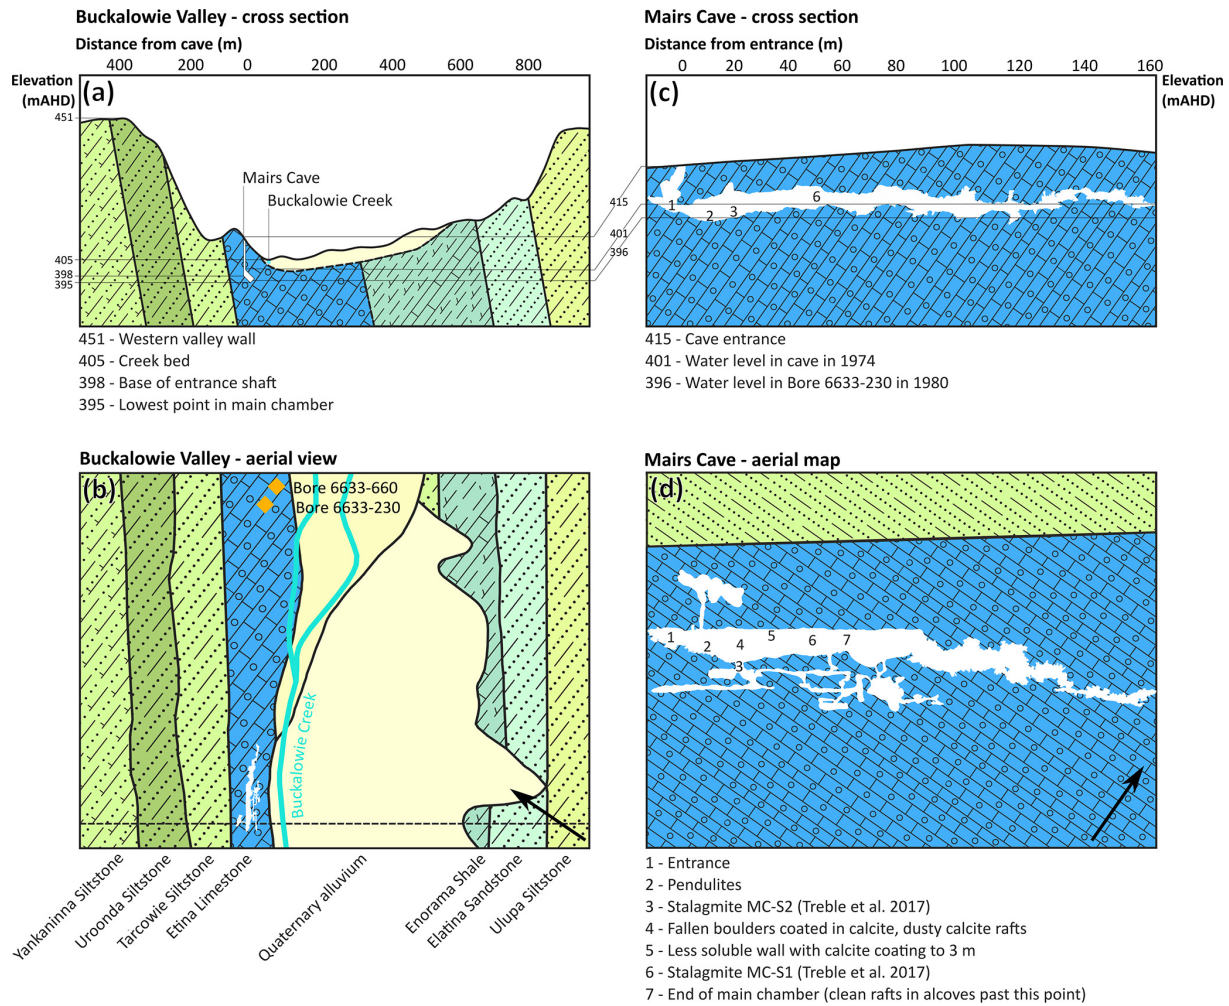 Buckalowie Valley - cross section
Distance from cave (m)
400 200 0 200 400 600 800
Elevation
(mAHD)
(a)
451
405
398
395
Mairs Cave
Buckalowie Creek
451 - Western valley wall
405 - Creek bed
398 - Base of entrance shaft
395 - Lowest point in main chamber
Mairs Cave - cross section
Distance from entrance (m)
0 20 40 60 80 100 120 140 160
Elevation
(mAHD)
(c)
415
401
396
1 2 3 6
415 - Cave entrance
401 - Water level in cave in 1974
396 - Water level in Bore 6633-230 in 1980
Buckalowie Valley - aerial view
(b)
Bore 6633-660
Bore 6633-230
Buckalowie Creek
Yankaninna Siltstone
Uroonda Siltstone
Tarcowie Siltstone
Etina Limestone
Quaternary alluvium
Enorama Shale
Elatina Sandstone
Ulupa Siltstone
Mairs Cave - aerial map
(d)
1 2 4 5 6 7
3
1 - Entrance
2 - Pendulites
3 - Stalagmite MC-S2 (Treble et al. 2017)
4 - Fallen boulders coated in calcite, dusty calcite rafts
5 - Less soluble wall with calcite coating to 3 m
6 - Stalagmite MC-S1 (Treble et al. 2017)
7 - End of main chamber (clean rafts in alcoves past this point)